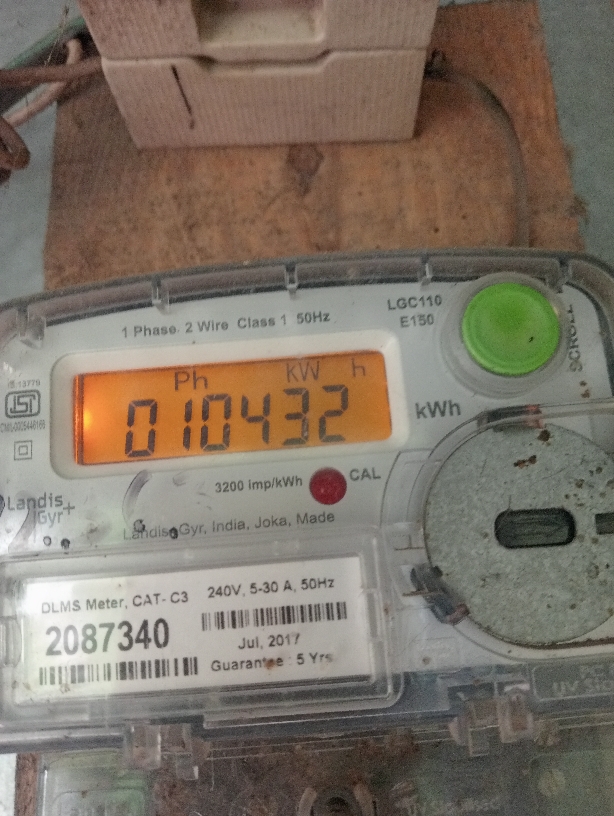 LGC110
E150
1 Phase 2 Wire Class 1 50Hz
SCROLL
IS:13779
Ph KW h
010432
kWh
3200 imp/kWh
CAL
Landis
Gyr+
Landis Gyr, India, Joka, Made
DLMS Meter, CAT- C3
240V, 5-30 A, 50Hz
2087340
Jul, 2017
Guarantee : 5 Yrs